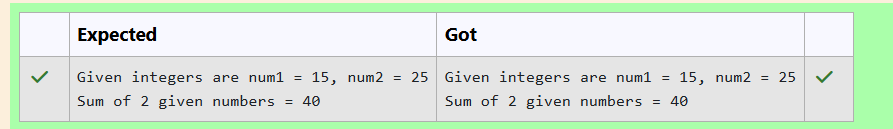 Expected Got
Given integers are num1 = 15, num2 = 25 Given integers are num1 = 15, num2 = 25
Sum of 2 given numbers = 40 Sum of 2 given numbers = 40